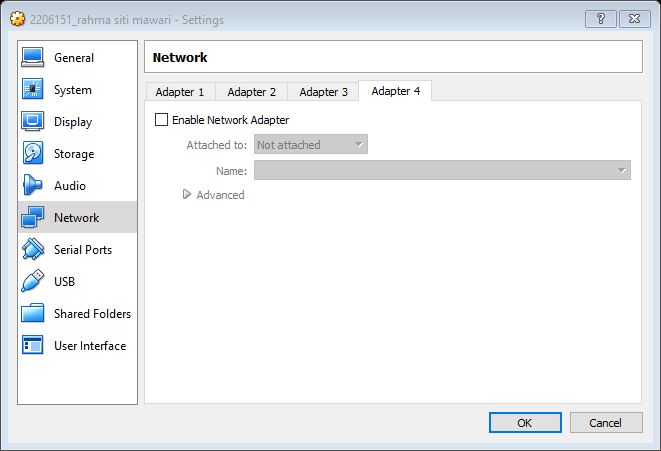 2206151_rahma siti mawari - Settings
?
General
System
Display
Storage
Audio
Network
Serial Ports
USB
Shared Folders
User Interface
Network
Adapter 1
Adapter 2
Adapter 3
Adapter 4
Enable Network Adapter
Attached to: Not attached
Name:
Advanced
OK
Cancel